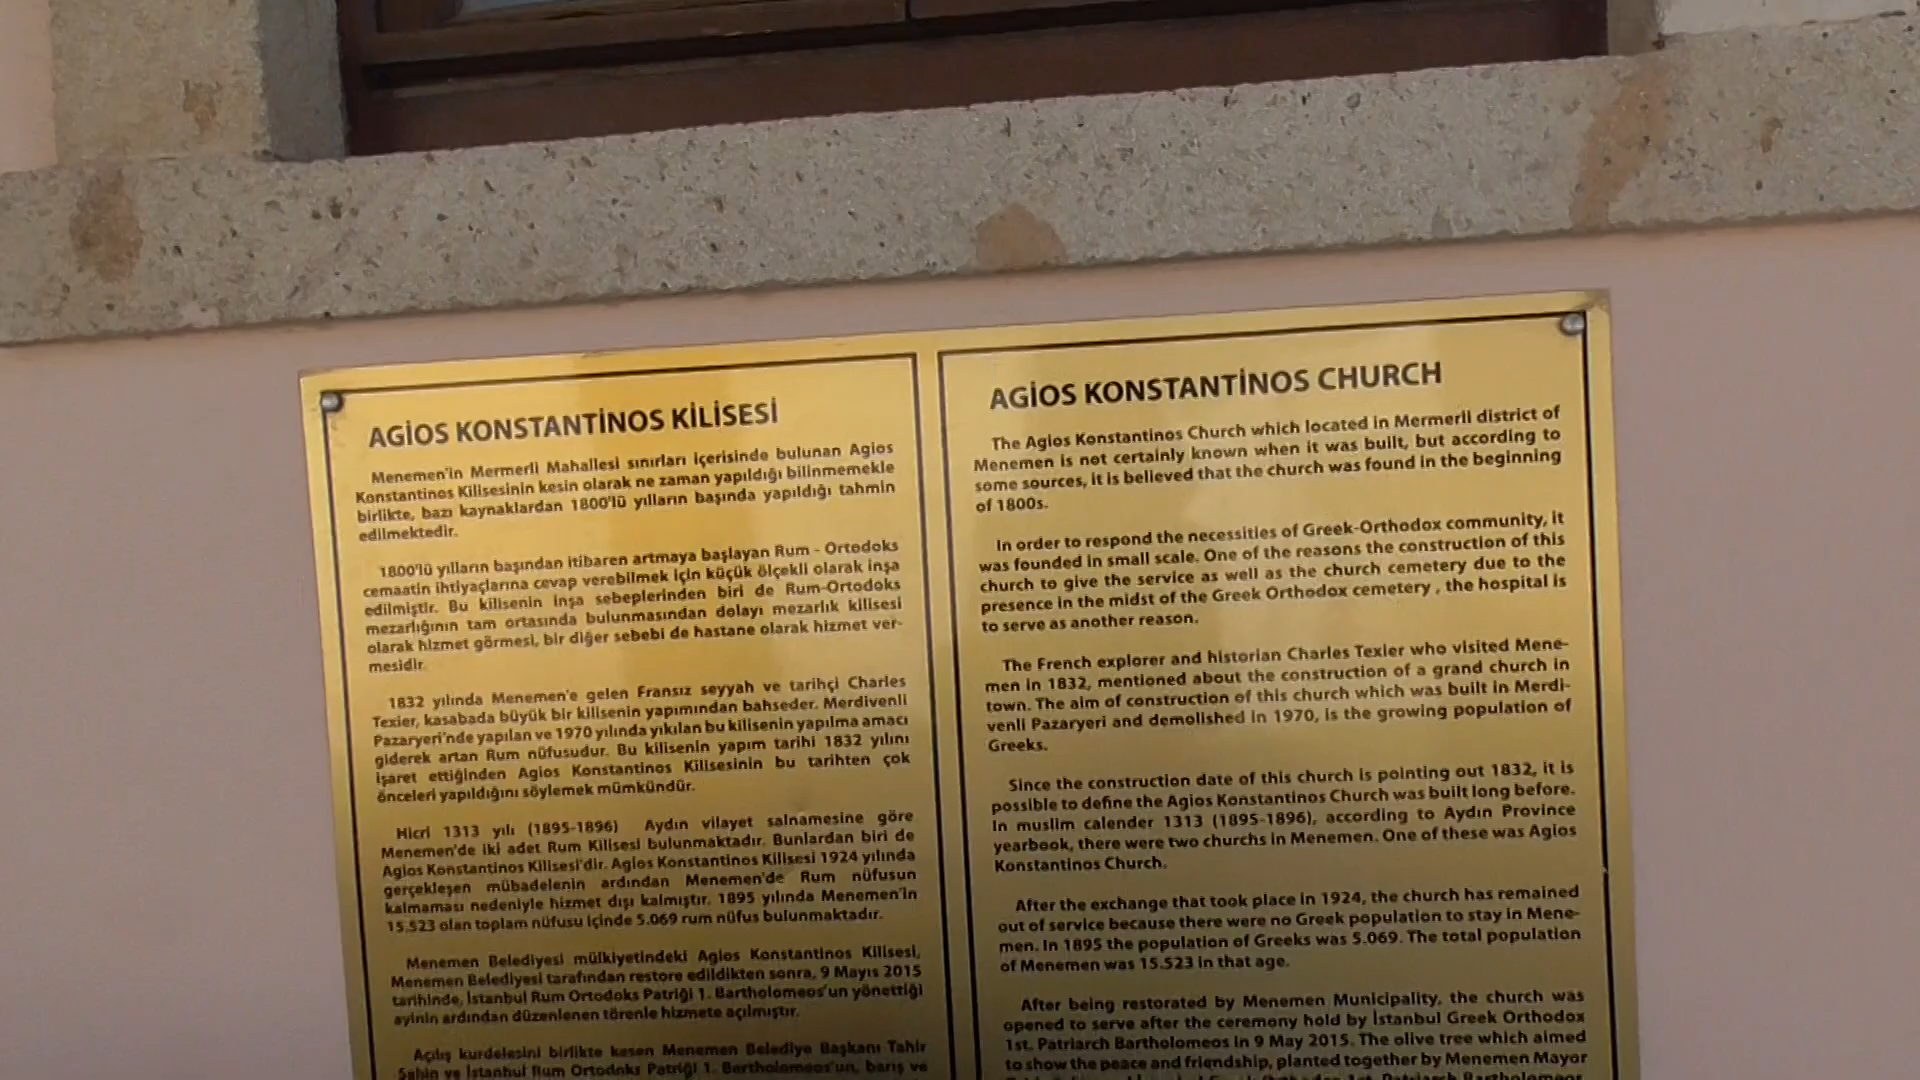 AGİOS KONSTANTİNOS KİLİSESİ
Menemen'in Mermerli Mahallesi sınırları içerisinde bulunan Agios
Konstantinos Kilisesinin kesin olarak ne zaman yapıldığı bilinmemekle
birlikte, bazı kaynaklardan 1800'lü yılların başında yapıldığı tahmin
edilmektedir.
1800'lü yılların başından itibaren artmaya başlayan Rum - Ortodoks
cemaatin ihtiyaçlarına cevap verebilmek için küçük ölçekli olarak inşa
edilmiştir. Bu kilisenin inşa sebeplerinden biri de Rum-Ortodoks
mezarlığının tam ortasında bulunmasından dolayı mezarlık kilisesi
olarak hizmet görmesi, bir diğer sebebi de hastane olarak hizmet ver-
mesidir.
1832 yılında Menemen'e gelen Fransız seyyah ve tarihçi Charles
Texier, kasabada büyük bir kilisenin yapımından bahseder. Merdivenli
Pazaryeri'nde yapılan ve 1970 yılında yıkılan bu kilisenin yapılma amacı
giderek artan Rum nüfusudur. Bu kilisenin yapım tarihi 1832 yılını
işaret ettiğinden Agios Konstantinos Kilisesinin bu tarihten çok
önceleri yapıldığını söylemek mümkündür.
Hicri 1313 yılı (1895-1896) Aydın vilayet salnamesine göre
Menemen'de iki adet Rum Kilisesi bulunmaktadır. Bunlardan biri de
Agios Konstantinos Kilisesi'dir. Agios Konstantinos Kilisesi 1924 yılında
gerçekleşen mübadelenin ardından Menemen'de Rum nüfusun
kalmaması nedeniyle hizmet dışı kalmıştır. 1895 yılında Menemen'in
15.523 olan toplam nüfusu içinde 5.069 rum nüfus bulunmaktadır.
Menemen Belediyesi mülkiyetindeki Agios Konstantinos Kilisesi,
Menemen Belediyesi tarafından restore edildikten sonra, 9 Mayıs 2015
tarihinde, İstanbul Rum Ortodoks Patriği 1. Bartholomeos'un yönettiği
ayinin ardından düzenlenen törenle hizmete açılmıştır.
Açılış kurdelesini birlikte kesen Menemen Belediye Başkanı Tahir
Şahin ve İstanbul Rum Ortodoks Patriği 1. Bartholomeos'un, barış ve
AGİOS KONSTANTİNOS CHURCH
The Agios Konstantinos Church which located in Mermerli district of
Menemen is not certainly known when it was built, but according to
some sources, it is believed that the church was found in the beginning
of 1800s.
In order to respond the necessities of Greek-Orthodox community, it
was founded in small scale. One of the reasons the construction of this
church to give the service as well as the church cemetery due to the
presence in the midst of the Greek Orthodox cemetery , the hospital is
to serve as another reason.
The French explorer and historian Charles Texier who visited Mene-
men in 1832, mentioned about the construction of a grand church in
town. The aim of construction of this church which was built in Merdi-
venli Pazaryeri and demolished in 1970, is the growing population of
Greeks.
Since the construction date of this church is pointing out 1832, it is
possible to define the Agios Konstantinos Church was built long before.
In muslim calender 1313 (1895-1896), according to Aydın Province
yearbook, there were two churchs in Menemen. One of these was Agios
Konstantinos Church.
After the exchange that took place in 1924, the church has remained
out of service because there were no Greek population to stay in Mene-
men. In 1895 the population of Greeks was 5.069. The total population
of Menemen was 15.523 in that age.
After being restorated by Menemen Municipality, the church was
opened to serve after the ceremony hold by İstanbul Greek Orthodox
1st. Patriarch Bartholomeos in 9 May 2015. The olive tree which aimed
to show the peace and friendship, planted together by Menemen Mayor
1st. Patriarch Bartholomeos